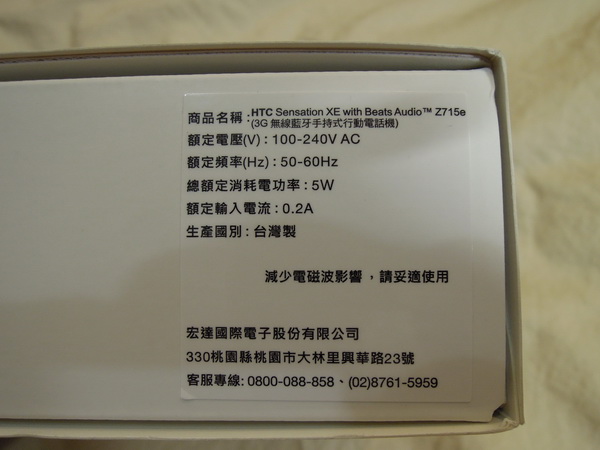 商品名稱：HTC Sensation XE with Beats Audio™ Z715e
(3G 無線藍牙手持式行動電話機)
額定電壓(V)：100-240V AC
額定頻率(Hz)：50-60Hz
總額定消耗電功率：5W
額定輸入電流：0.2A
生產國別：台灣製
減少電磁波影響，請妥適使用
宏達國際電子股份有限公司
330桃園縣桃園市大林里興華路23號
客服專線：0800-088-858、(02)8761-5959